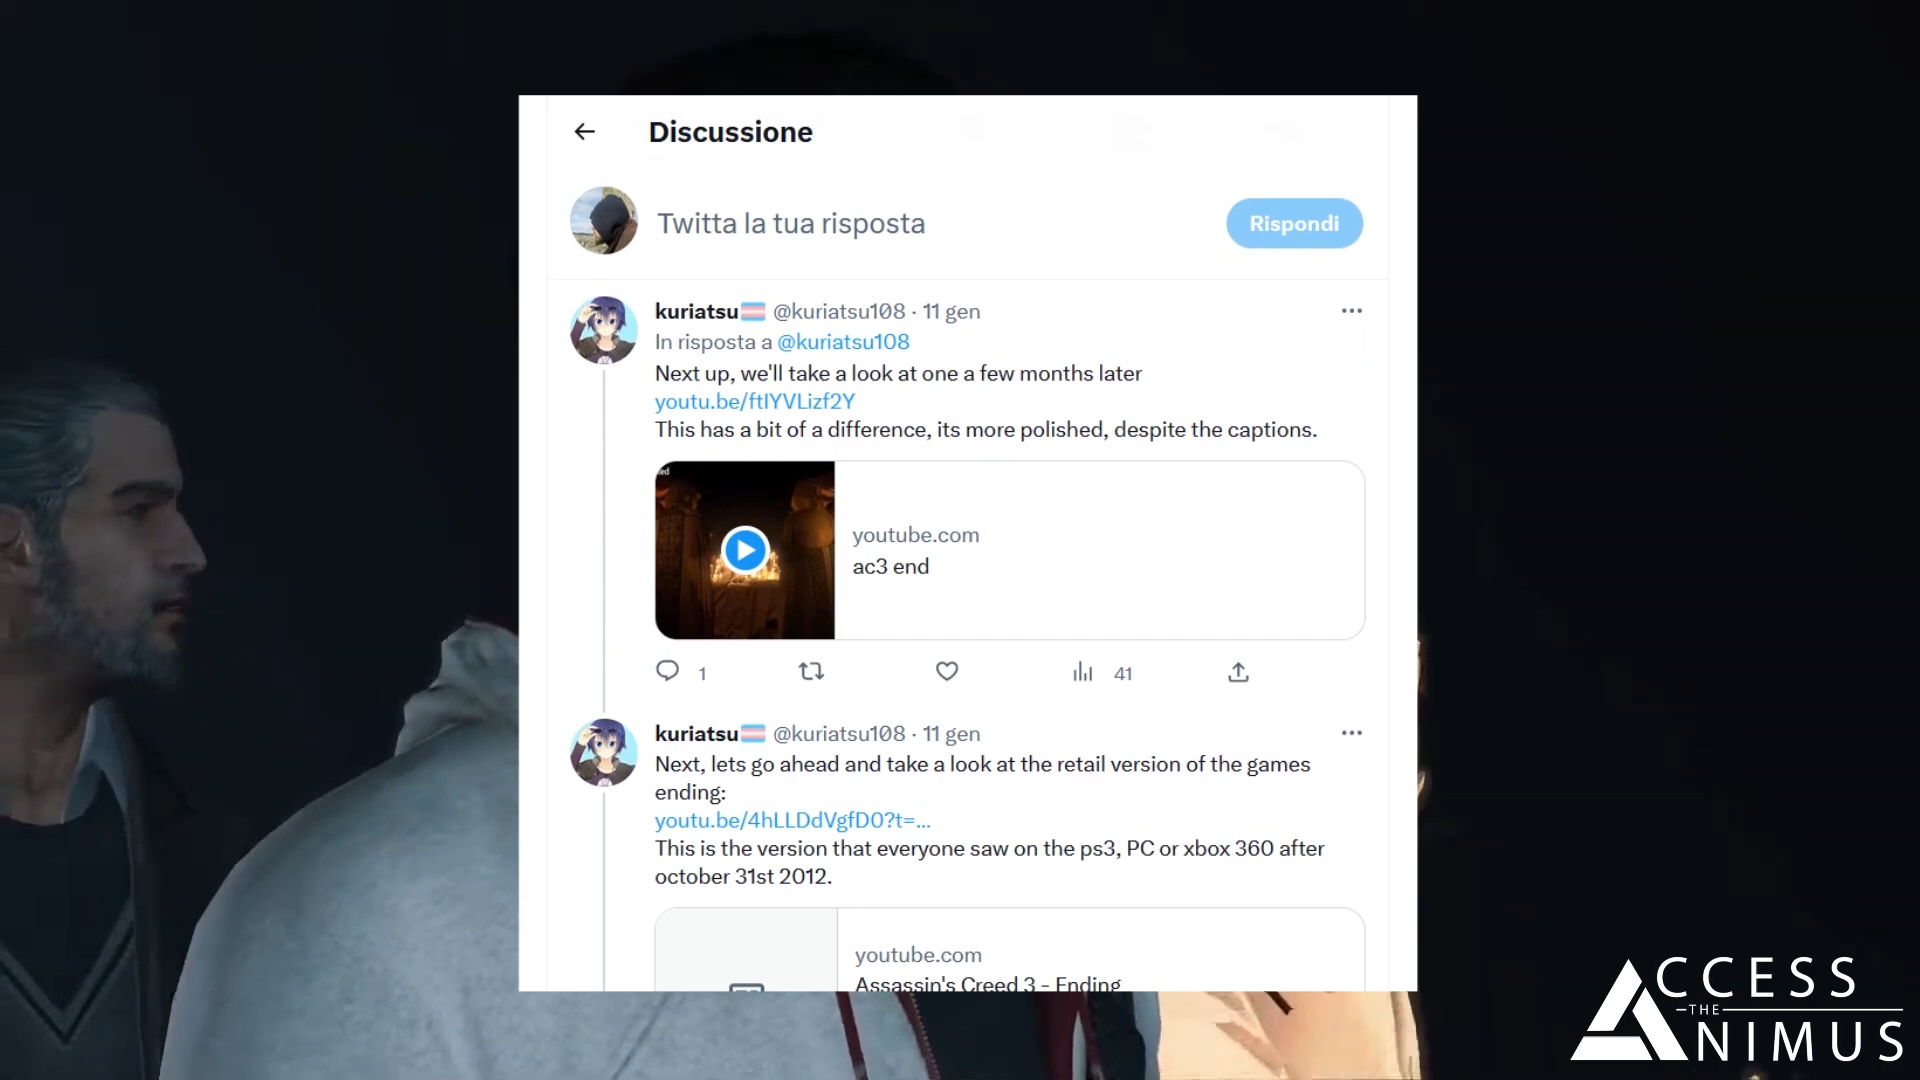 Discussione
Twitta la tua risposta
Rispondi
kuriatsu @kuriatsu108 · 11 gen
In risposta a @kuriatsu108
Next up, we'll take a look at one a few months later
youtu.be/ftIYVLizf2Y
This has a bit of a difference, its more polished, despite the captions.
youtube.com
ac3 end
1
41
kuriatsu @kuriatsu108 · 11 gen
Next, lets go ahead and take a look at the retail version of the games
ending:
youtu.be/4hLLDdVgfD0?t=...
This is the version that everyone saw on the ps3, PC or xbox 360 after
october 31st 2012.
youtube.com
Assassin's Creed 3 - Ending
ACCESS
THE
ANIMUS